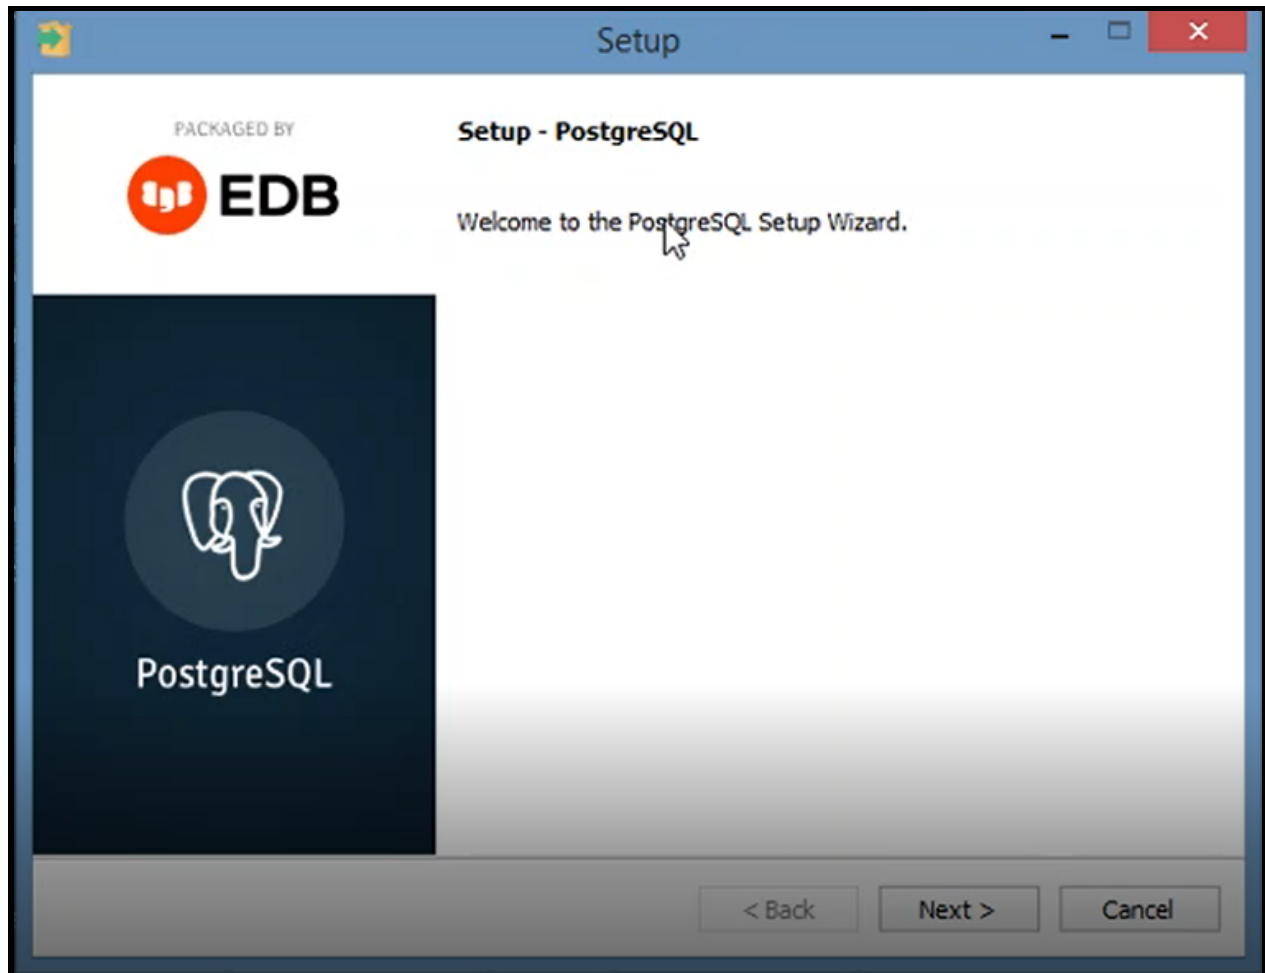 Setup
PACKAGED BY
EDB
Setup - PostgreSQL
Welcome to the PostgreSQL Setup Wizard.
PostgreSQL
< Back
Next >
Cancel